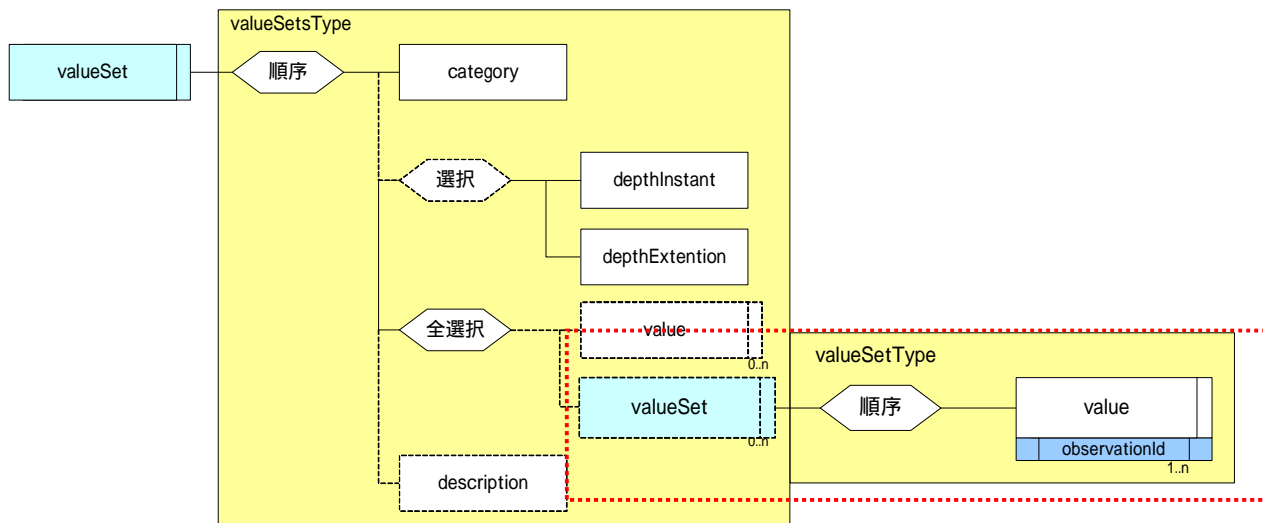 valueSetsType
valueSet
順序
category
選択
depthInstant
depthExtention
全選択
value
0..n
valueSetType
valueSet
0..n
順序
value
observationId
1..n
description